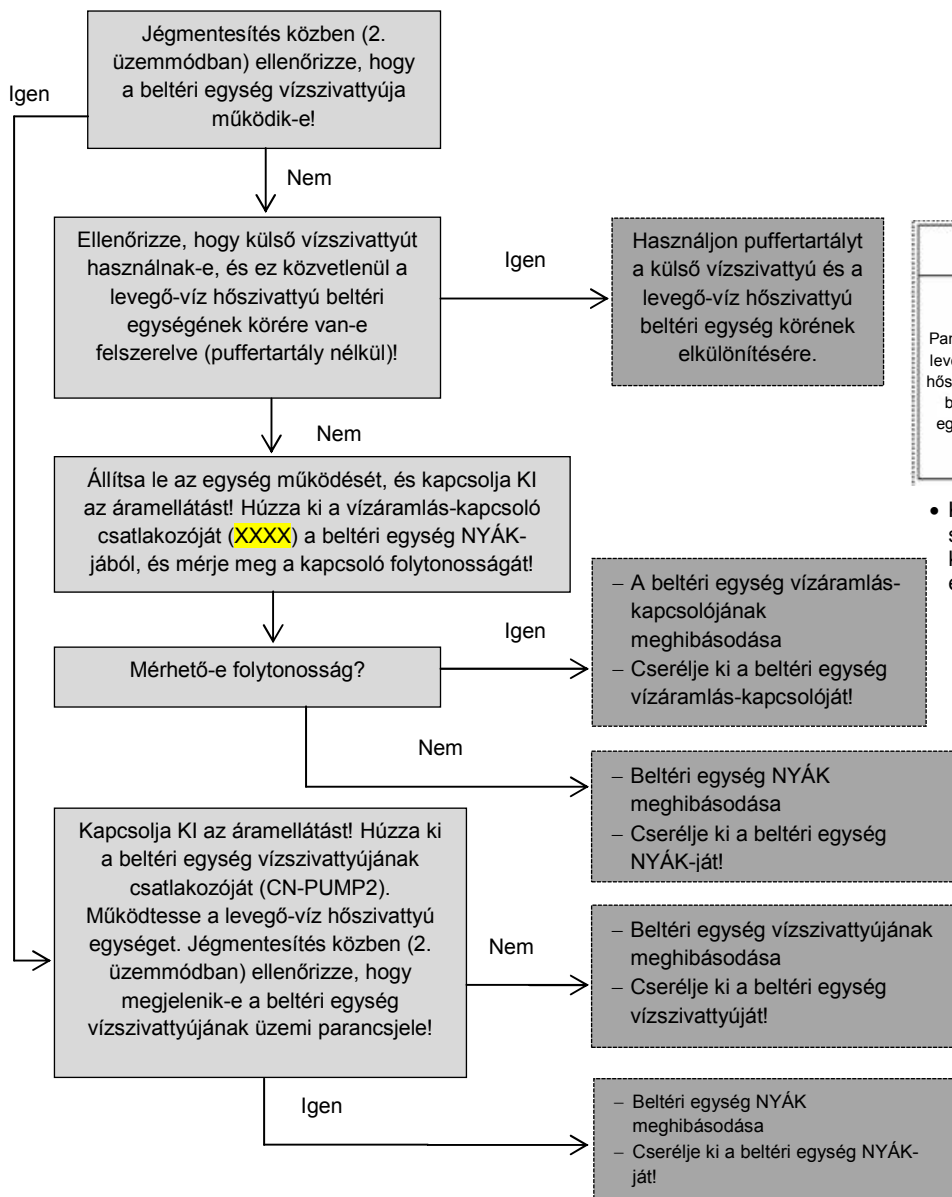 Jégmentesítés közben (2.
üzemmódban) ellenőrizze, hogy
a beltéri egység vízszivattyúja
működik-e!
Igen
Nem
Ellenőrizze, hogy külső vízszivattyút
használnak-e, és ez közvetlenül a
levegő-víz hőszivattyú beltéri
egységének körére van-e
felszerelve (puffertartály nélkül)!
Igen
Használjon puffertartályt
a külső vízszivattyú és a
levegő-víz hőszivattyú
beltéri egység körének
elkülönítésére.
Nem
Állítsa le az egység működését, és kapcsolja KI
az áramellátást! Húzza ki a vízáramlás-kapcsoló
csatlakozóját (XXXX) a beltéri egység NYÁK-
jából, és mérje meg a kapcsoló folytonosságát!
Mérhető-e folytonosság?
Igen
– A beltéri egység vízáramlás-
kapcsolójának
meghibásodása
– Cserélje ki a beltéri egység
vízáramlás-kapcsolóját!
Nem
– Beltéri egység NYÁK
meghibásodása
– Cserélje ki a beltéri egység
NYÁK-ját!
Kapcsolja KI az áramellátást! Húzza ki
a beltéri egység vízszivattyújának
csatlakozóját (CN-PUMP2).
Működtesse a levegő-víz hőszivattyú
egységet. Jégmentesítés közben (2.
üzemmódban) ellenőrizze, hogy
megjelenik-e a beltéri egység
vízszivattyújának üzemi parancsjele!
Nem
– Beltéri egység vízszivattyújának
meghibásodása
– Cserélje ki a beltéri egység
vízszivattyúját!
Igen
– Beltéri egység NYÁK
meghibásodása
– Cserélje ki a beltéri egység NYÁK-
ját!